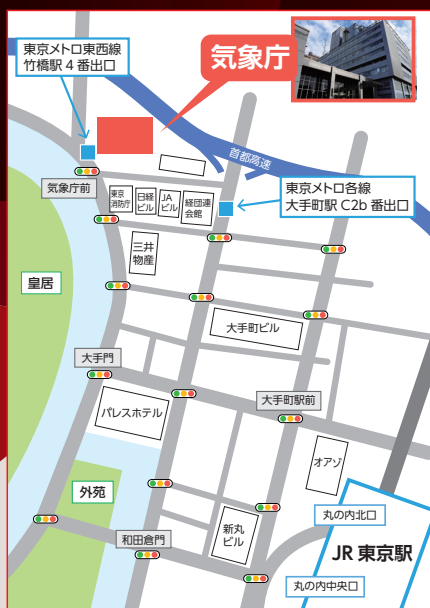 東京メトロ東西線
竹橋駅 4 番出口
気象庁
首都高速
東京メトロ各線
大手町駅 C2b 番出口
気象庁前
東京
消防庁
日経
ビル
JA
ビル
経団連
会館
三井
物産
皇居
大手町ビル
大手門
大手町駅前
パレスホテル
オアゾ
外苑
新丸
ビル
丸の内北口
和田倉門
JR 東京駅
丸の内中央口